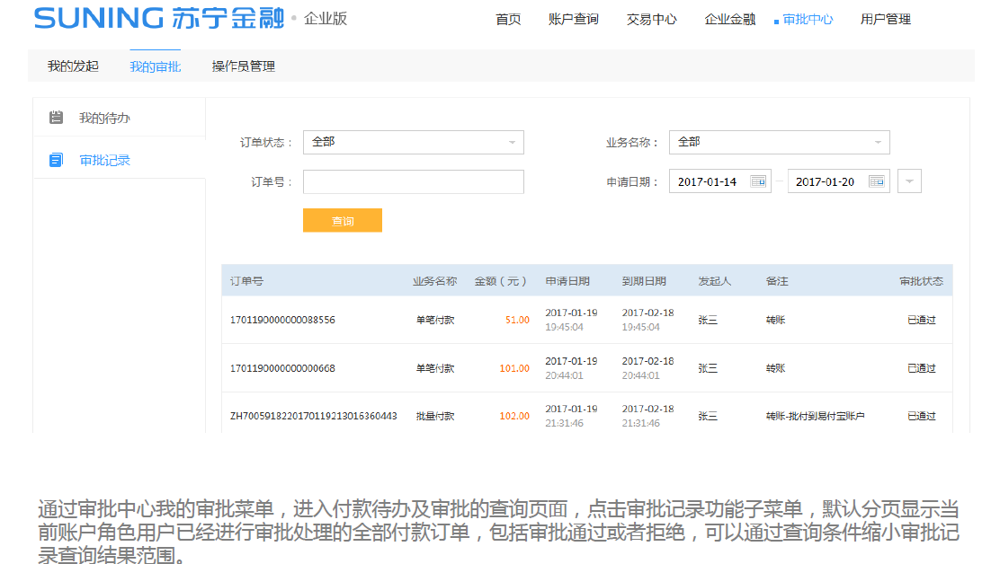 SUNING 苏宁金融 • 企业版 首页 账户查询 交易中心 企业金融 审批中心 用户管理
我的发起 我的审批 操作员管理
我的待办
审批记录
订单状态： 全部 业务名称： 全部
订单号： 申请日期： 2017-01-14 — 2017-01-20
查询
订单号 业务名称 金额（元） 申请日期 到期日期 发起人 备注 审批状态
1701190000000088556 单笔付款 51.00 2017-01-19 19:45:04 2017-02-18 19:45:04 张三 转账 已通过
1701190000000000668 单笔付款 101.00 2017-01-19 20:44:01 2017-02-18 20:44:01 张三 转账 已通过
ZH7005918220170119213016360443 批量付款 102.00 2017-01-19 21:31:46 2017-02-18 21:31:46 张三 转账-批付到易付宝账户 已通过
通过审批中心我的审批菜单，进入付款待办及审批的查询页面，点击审批记录功能子菜单，默认分页显示当
前账户角色用户已经进行审批处理的全部付款订单，包括审批通过或者拒绝，可以通过查询条件缩小审批记
录查询结果范围。